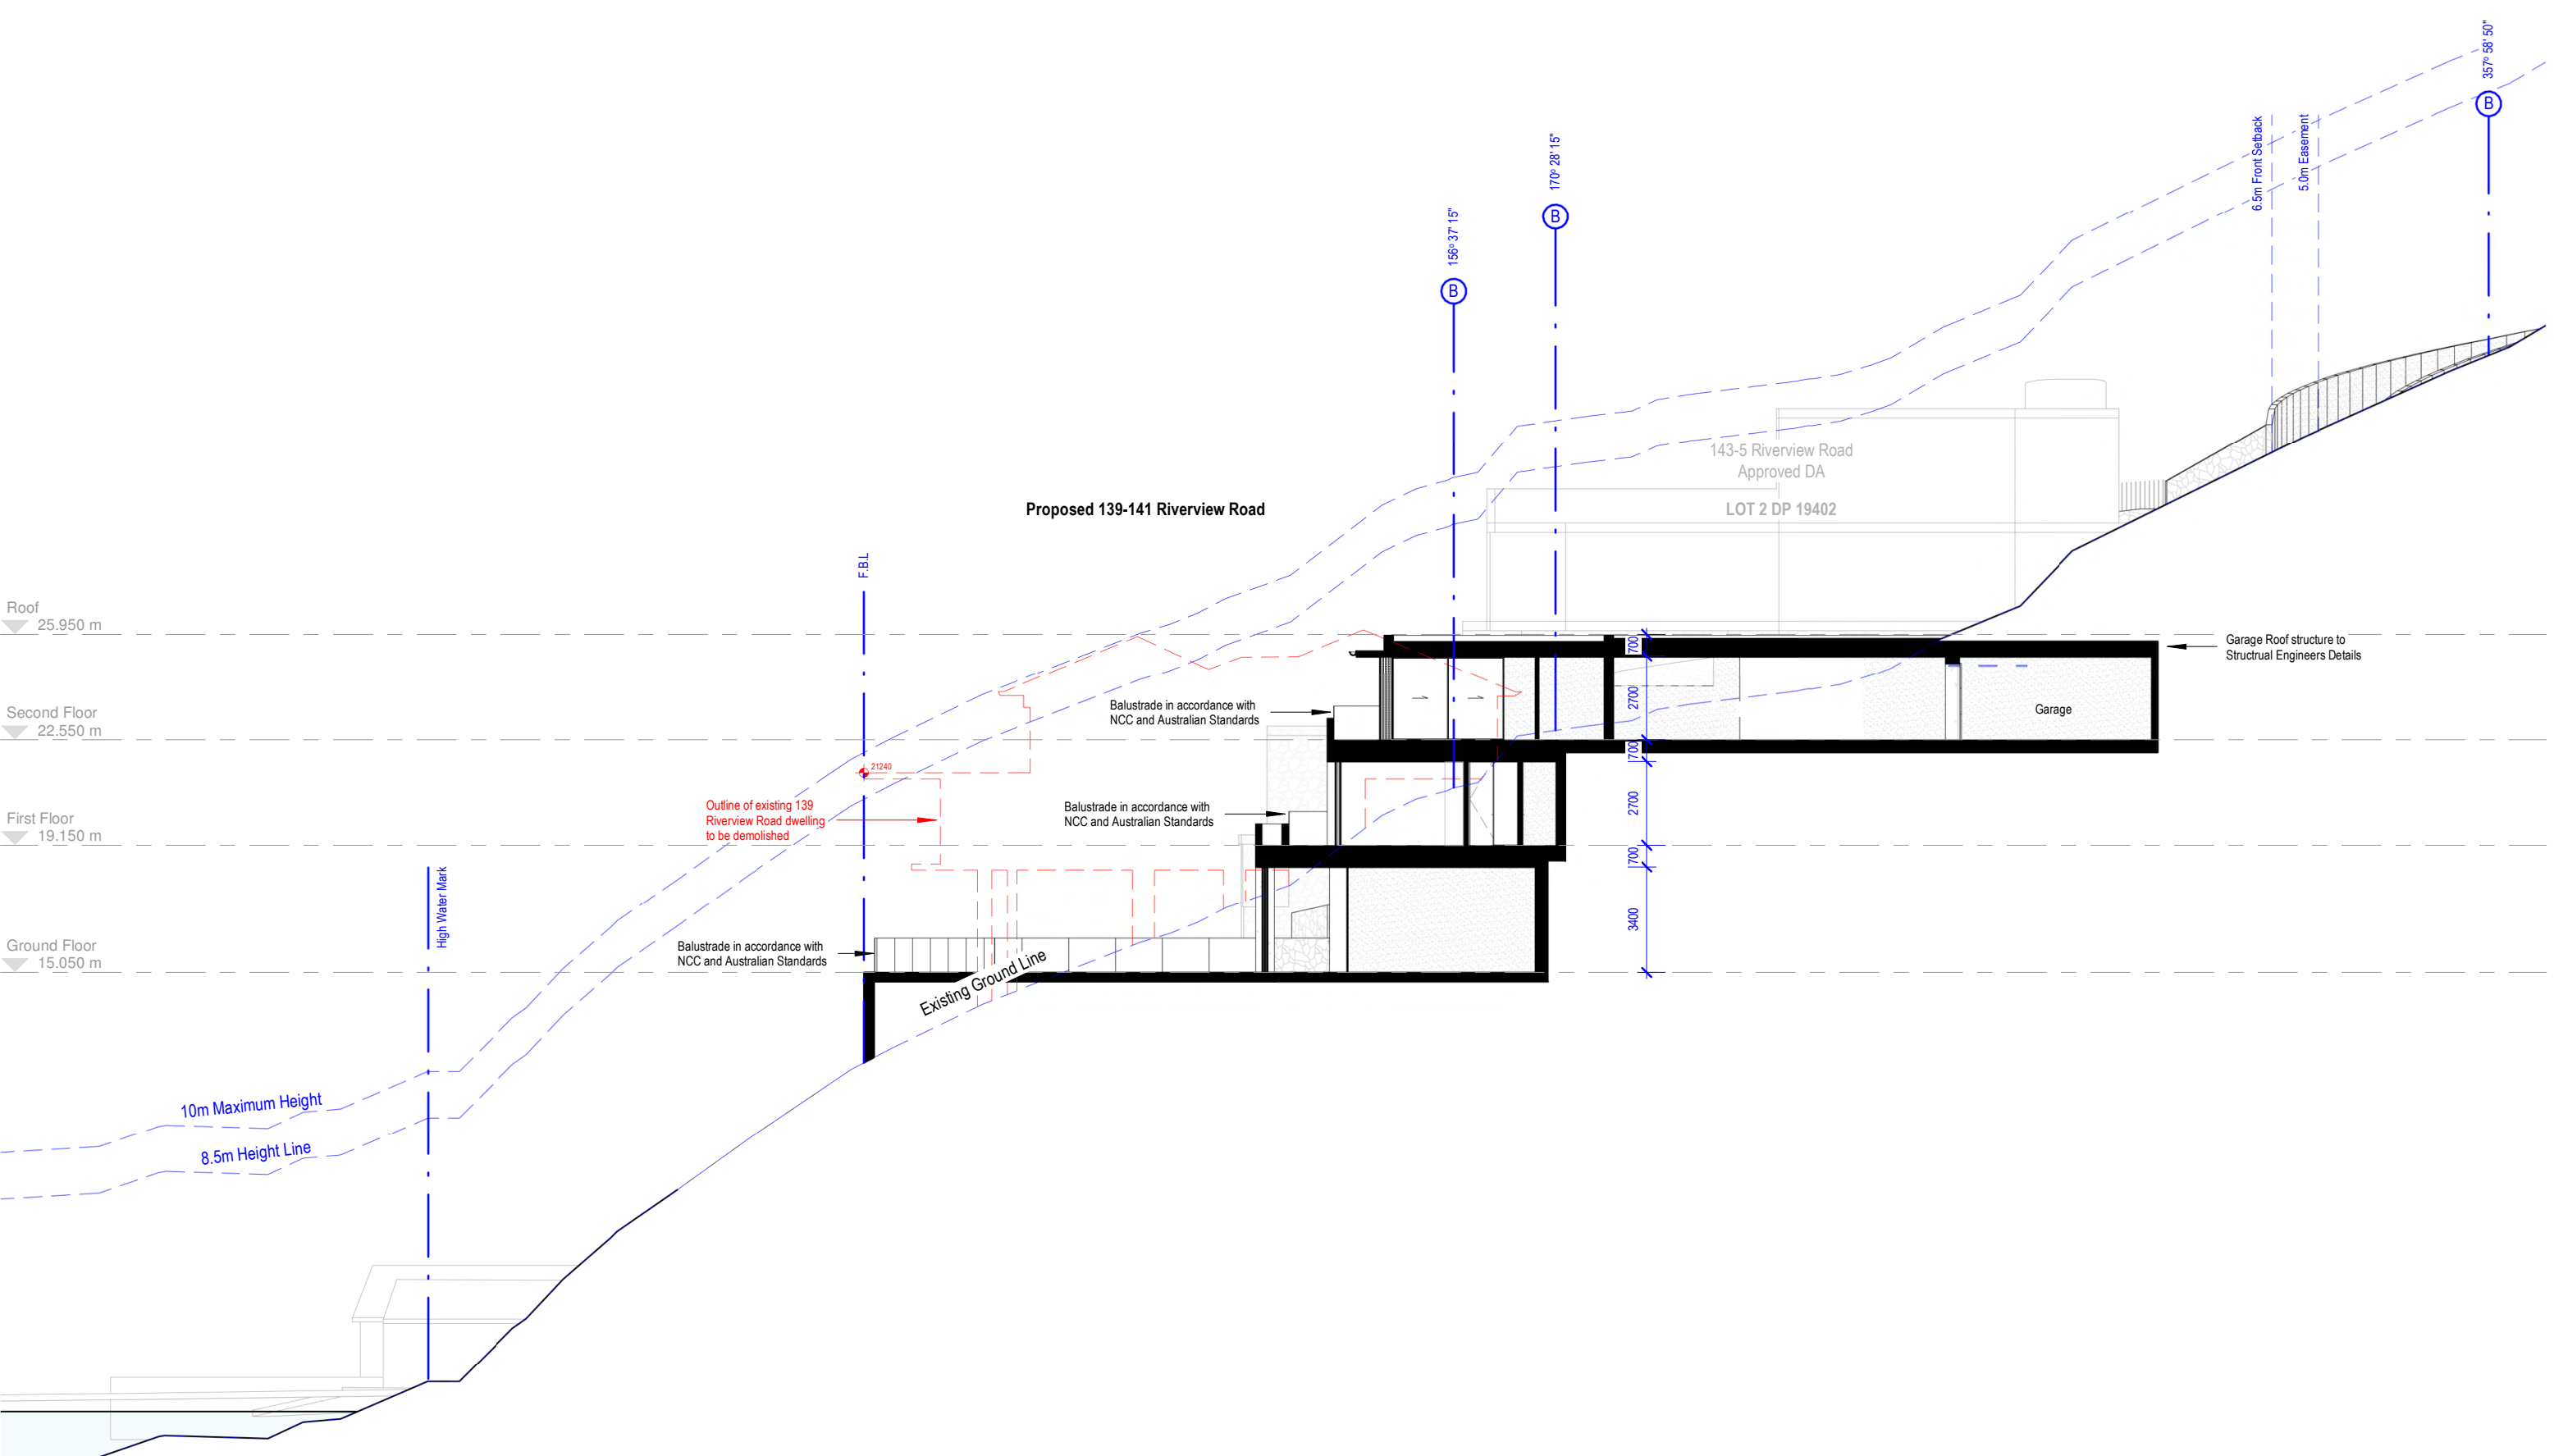 357° 58' 50"
B
6.5m Front Setback
5.0m Easement
170° 28' 15"
B
156° 37' 15"
B
143-5 Riverview Road
Approved DA
LOT 2 DP 19402
Proposed 139-141 Riverview Road
F.B.L
Roof
25.950 m
700
Garage Roof structure to
Structrual Engineers Details
Second Floor
22.550 m
Balustrade in accordance with
NCC and Australian Standards
2700
Garage
700
21240
Outline of existing 139
Riverview Road dwelling
to be demolished
Balustrade in accordance with
NCC and Australian Standards
2700
First Floor
19.150 m
700
High Water Mark
3400
Ground Floor
15.050 m
Balustrade in accordance with
NCC and Australian Standards
Existing Ground Line
10m Maximum Height
8.5m Height Line